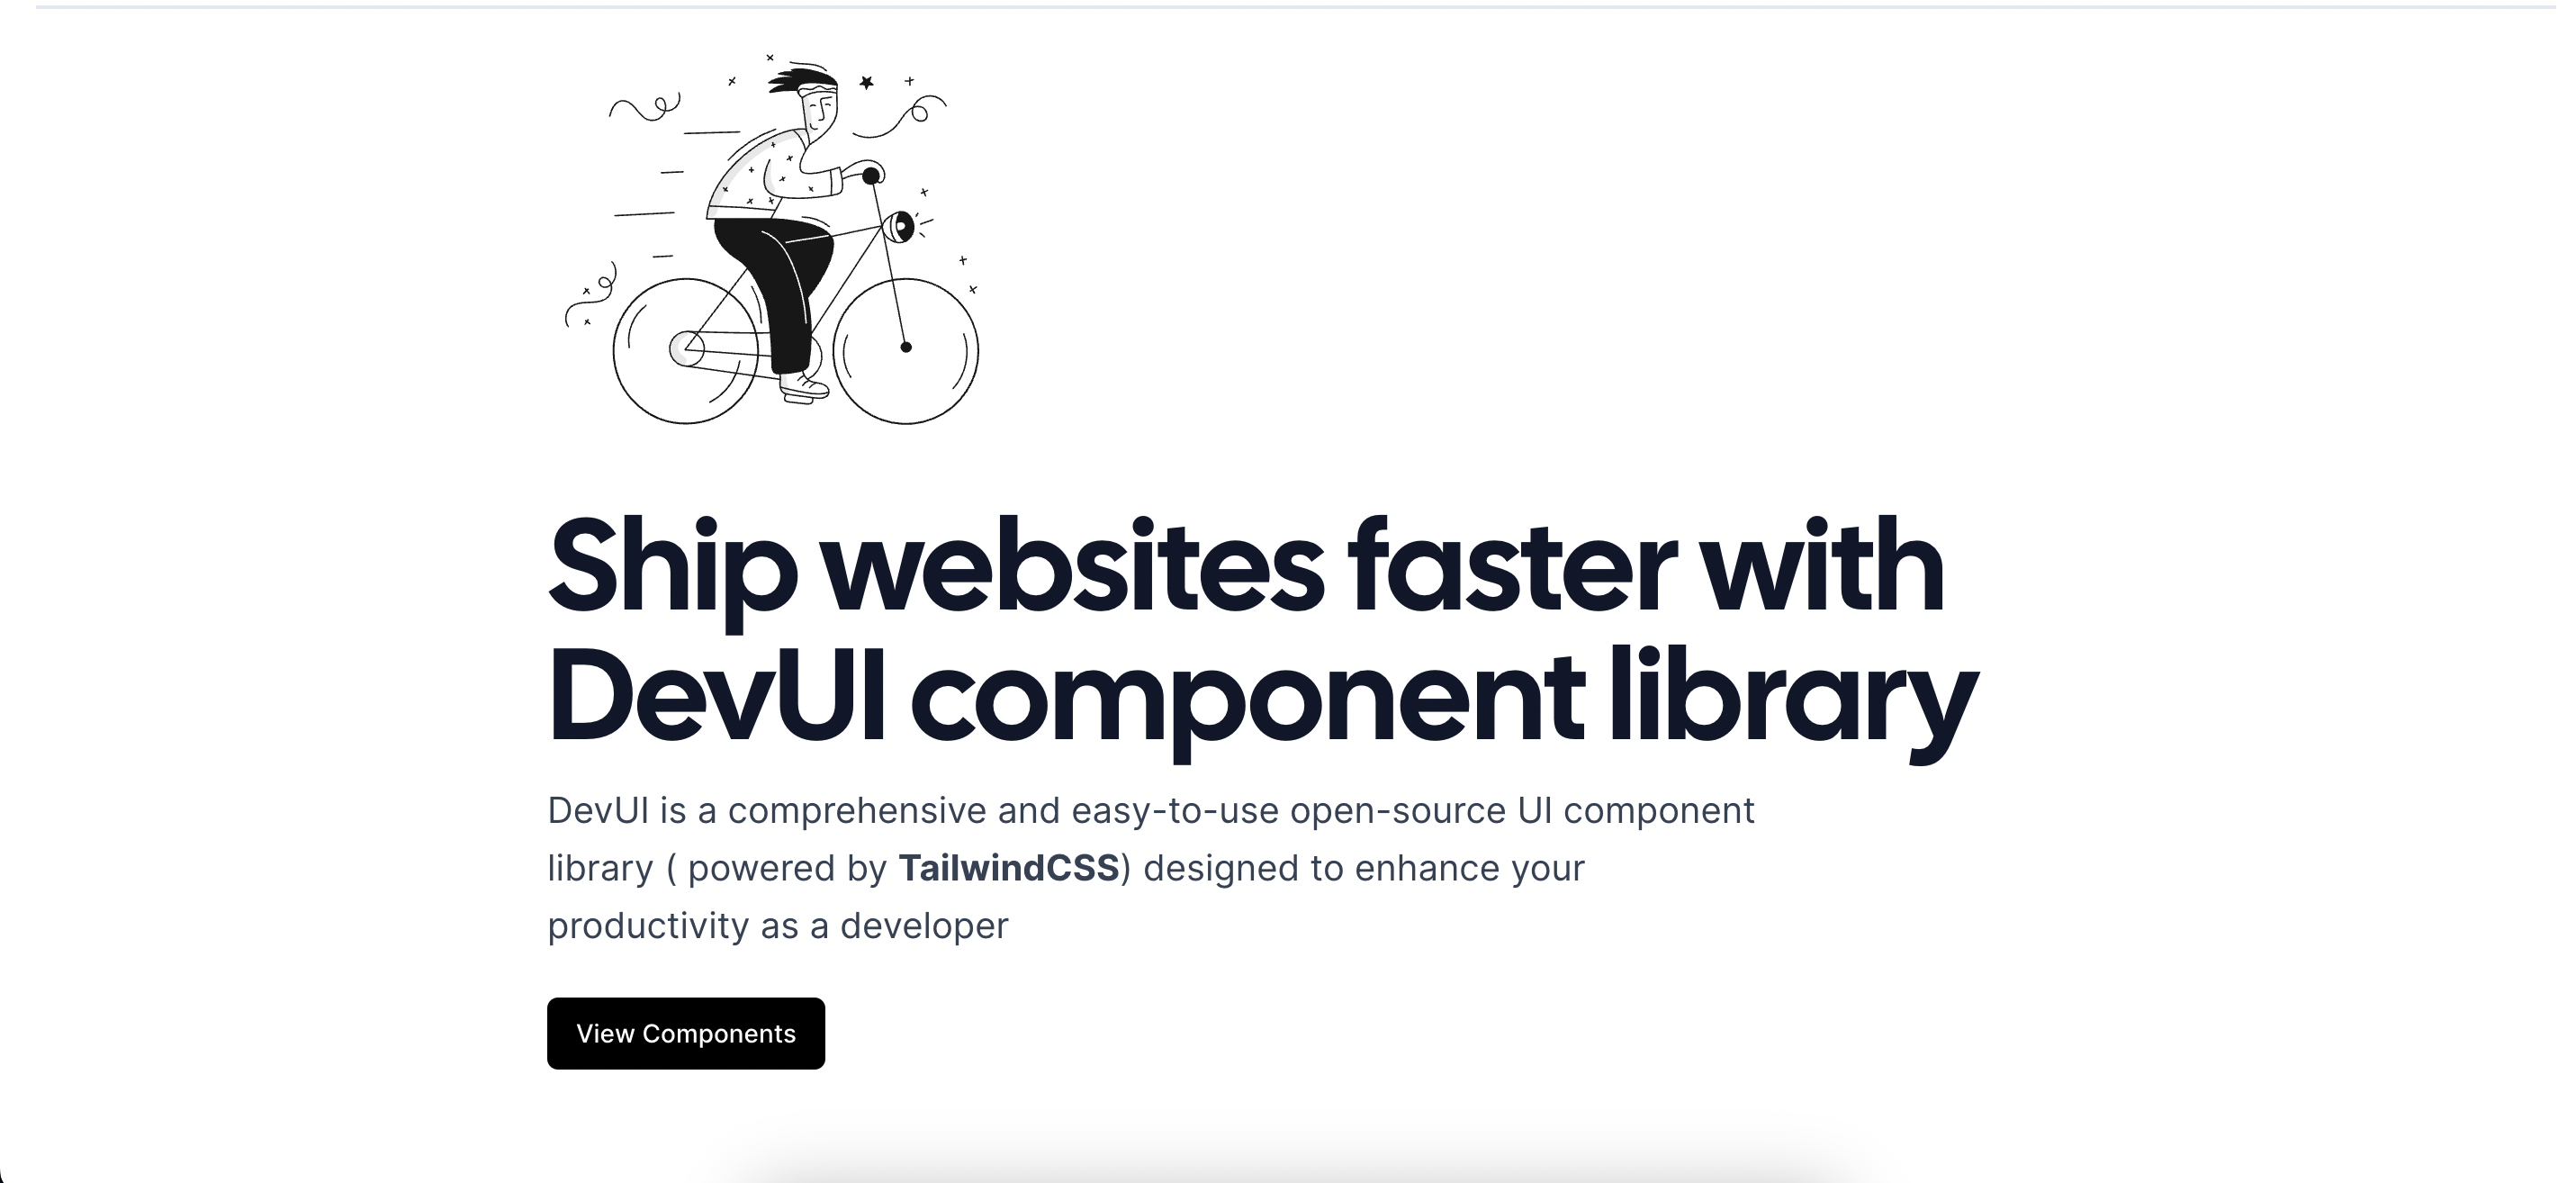 Ship websites faster with
DevUI component library
DevUI is a comprehensive and easy-to-use open-source UI component
library ( powered by TailwindCSS) designed to enhance your
productivity as a developer
View Components